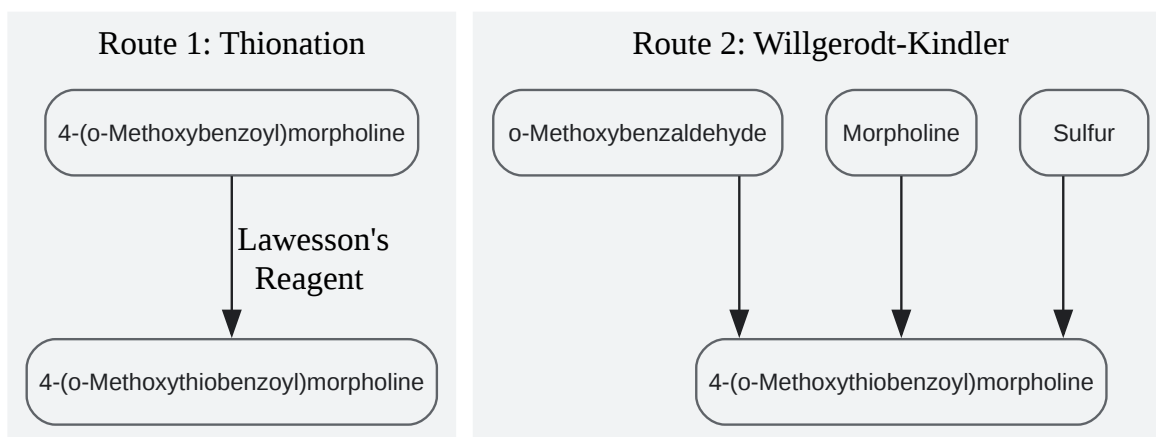 Route 1: Thionation
4-(o-Methoxybenzoyl)morpholine
Lawesson's
Reagent
4-(o-Methoxythiobenzoyl)morpholine
Route 2: Willgerodt-Kindler
o-Methoxybenzaldehyde
Morpholine
Sulfur
4-(o-Methoxythiobenzoyl)morpholine